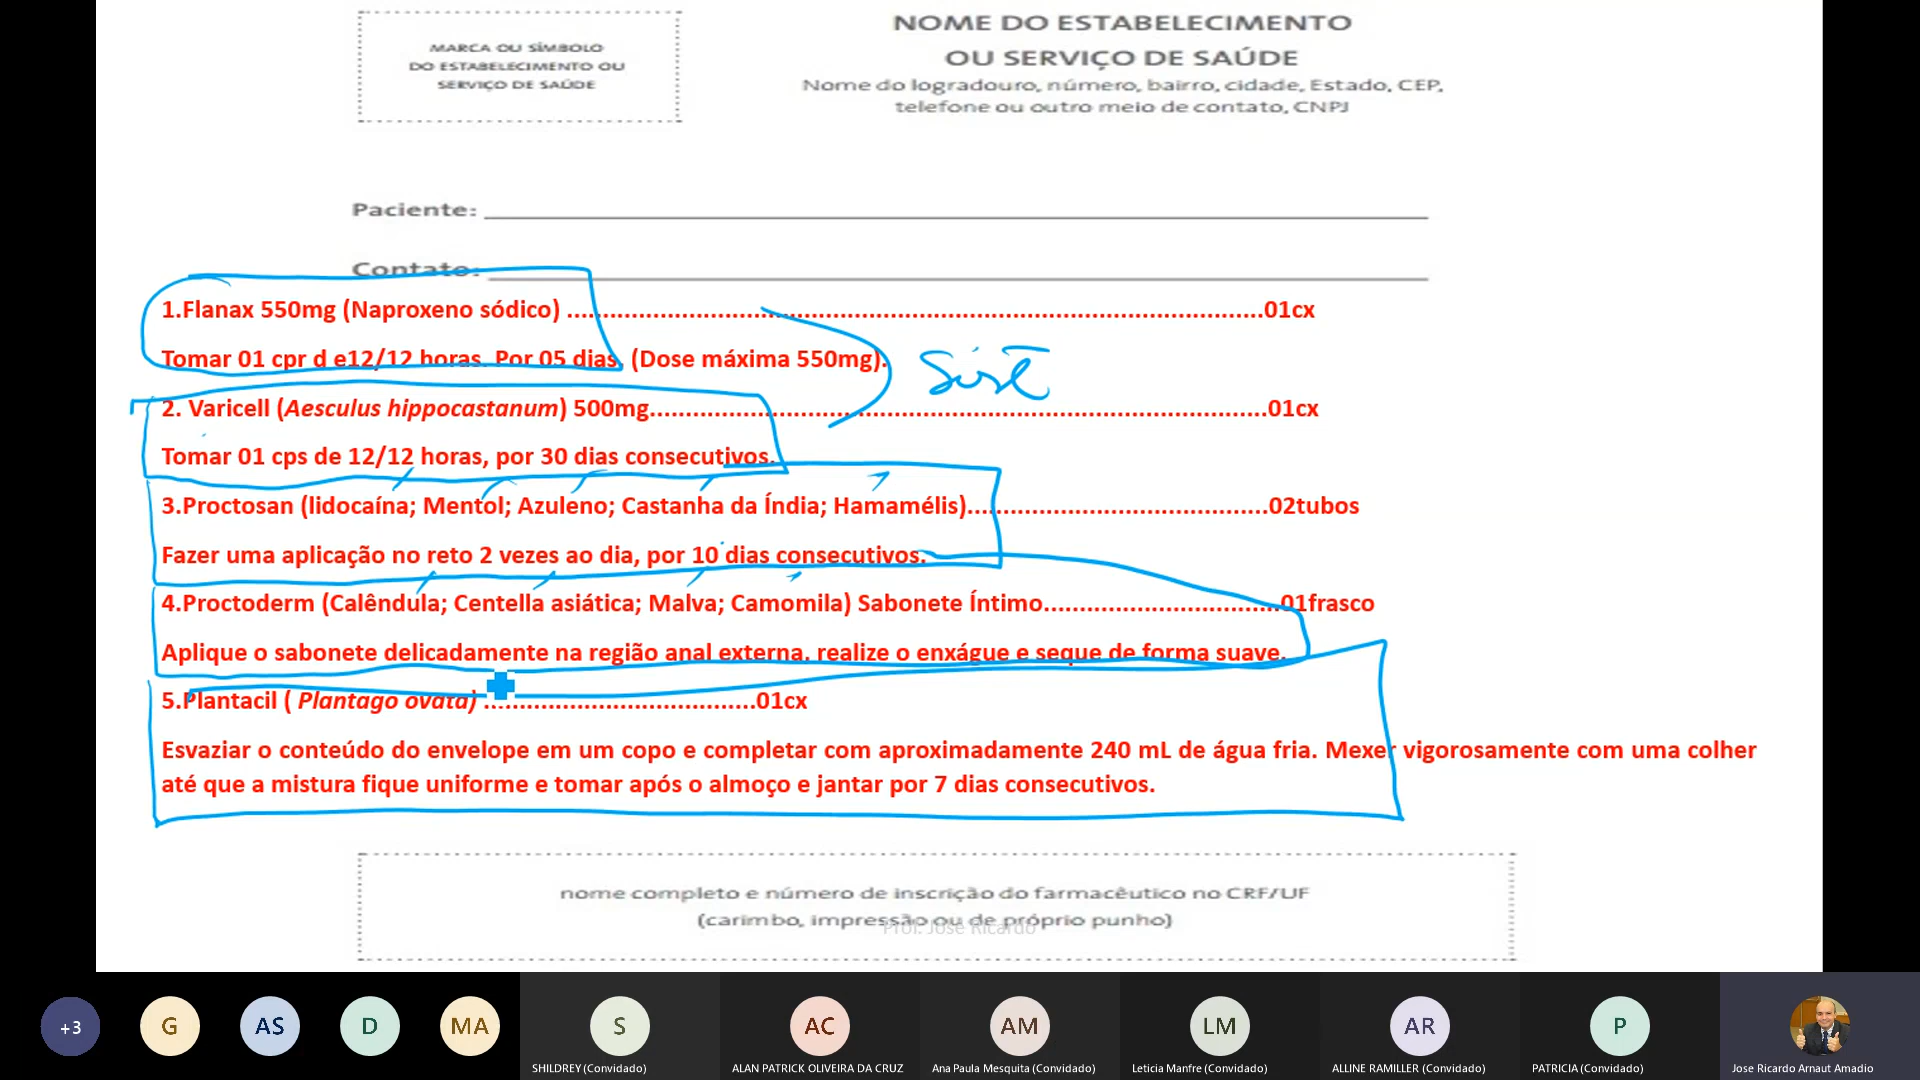 MARCA OU SÍMBOLO
DO ESTABELECIMENTO OU
SERVIÇO DE SAÚDE
NOME DO ESTABELECIMENTO
OU SERVIÇO DE SAÚDE
Nome do logradouro, número, bairro, cidade, Estado, CEP,
telefone ou outro meio de contato, CNPJ
Paciente:
Contato:
1.Flanax 550mg (Naproxeno sódico) ................................................................................................01cx
Tomar 01 cpr d e12/12 horas. Por 05 dias. (Dose máxima 550mg).
2. Varicell (Aesculus hippocastanum) 500mg......................................................................................01cx
Tomar 01 cps de 12/12 horas, por 30 dias consecutivos.
3.Proctosan (lidocaína; Mentol; Azuleno; Castanha da Índia; Hamamélis)..........................................02tubos
Fazer uma aplicação no reto 2 vezes ao dia, por 10 dias consecutivos.
4.Proctoderm (Calêndula; Centella asiática; Malva; Camomila) Sabonete Íntimo.................................01frasco
Aplique o sabonete delicadamente na região anal externa, realize o enxágue e seque de forma suave.
5.Plantacil ( Plantago ovata) ......................................01cx
Esvaziar o conteúdo do envelope em um copo e completar com aproximadamente 240 mL de água fria. Mexer vigorosamente com uma colher
até que a mistura fique uniforme e tomar após o almoço e jantar por 7 dias consecutivos.
nome completo e número de inscrição do farmacêutico no CRF/UF
(carimbo, impressão ou de próprio punho)
Prof. Jose Ricardo
+3
G
AS
D
MA
S
AC
AM
LM
AR
P
SHILDREY (Convidado)
ALAN PATRICK OLIVEIRA DA CRUZ
Ana Paula Mesquita (Convidado)
Leticia Manfre (Convidado)
ALLINE RAMILLER (Convidado)
PATRICIA (Convidado)
Jose Ricardo Arnaut Amadio